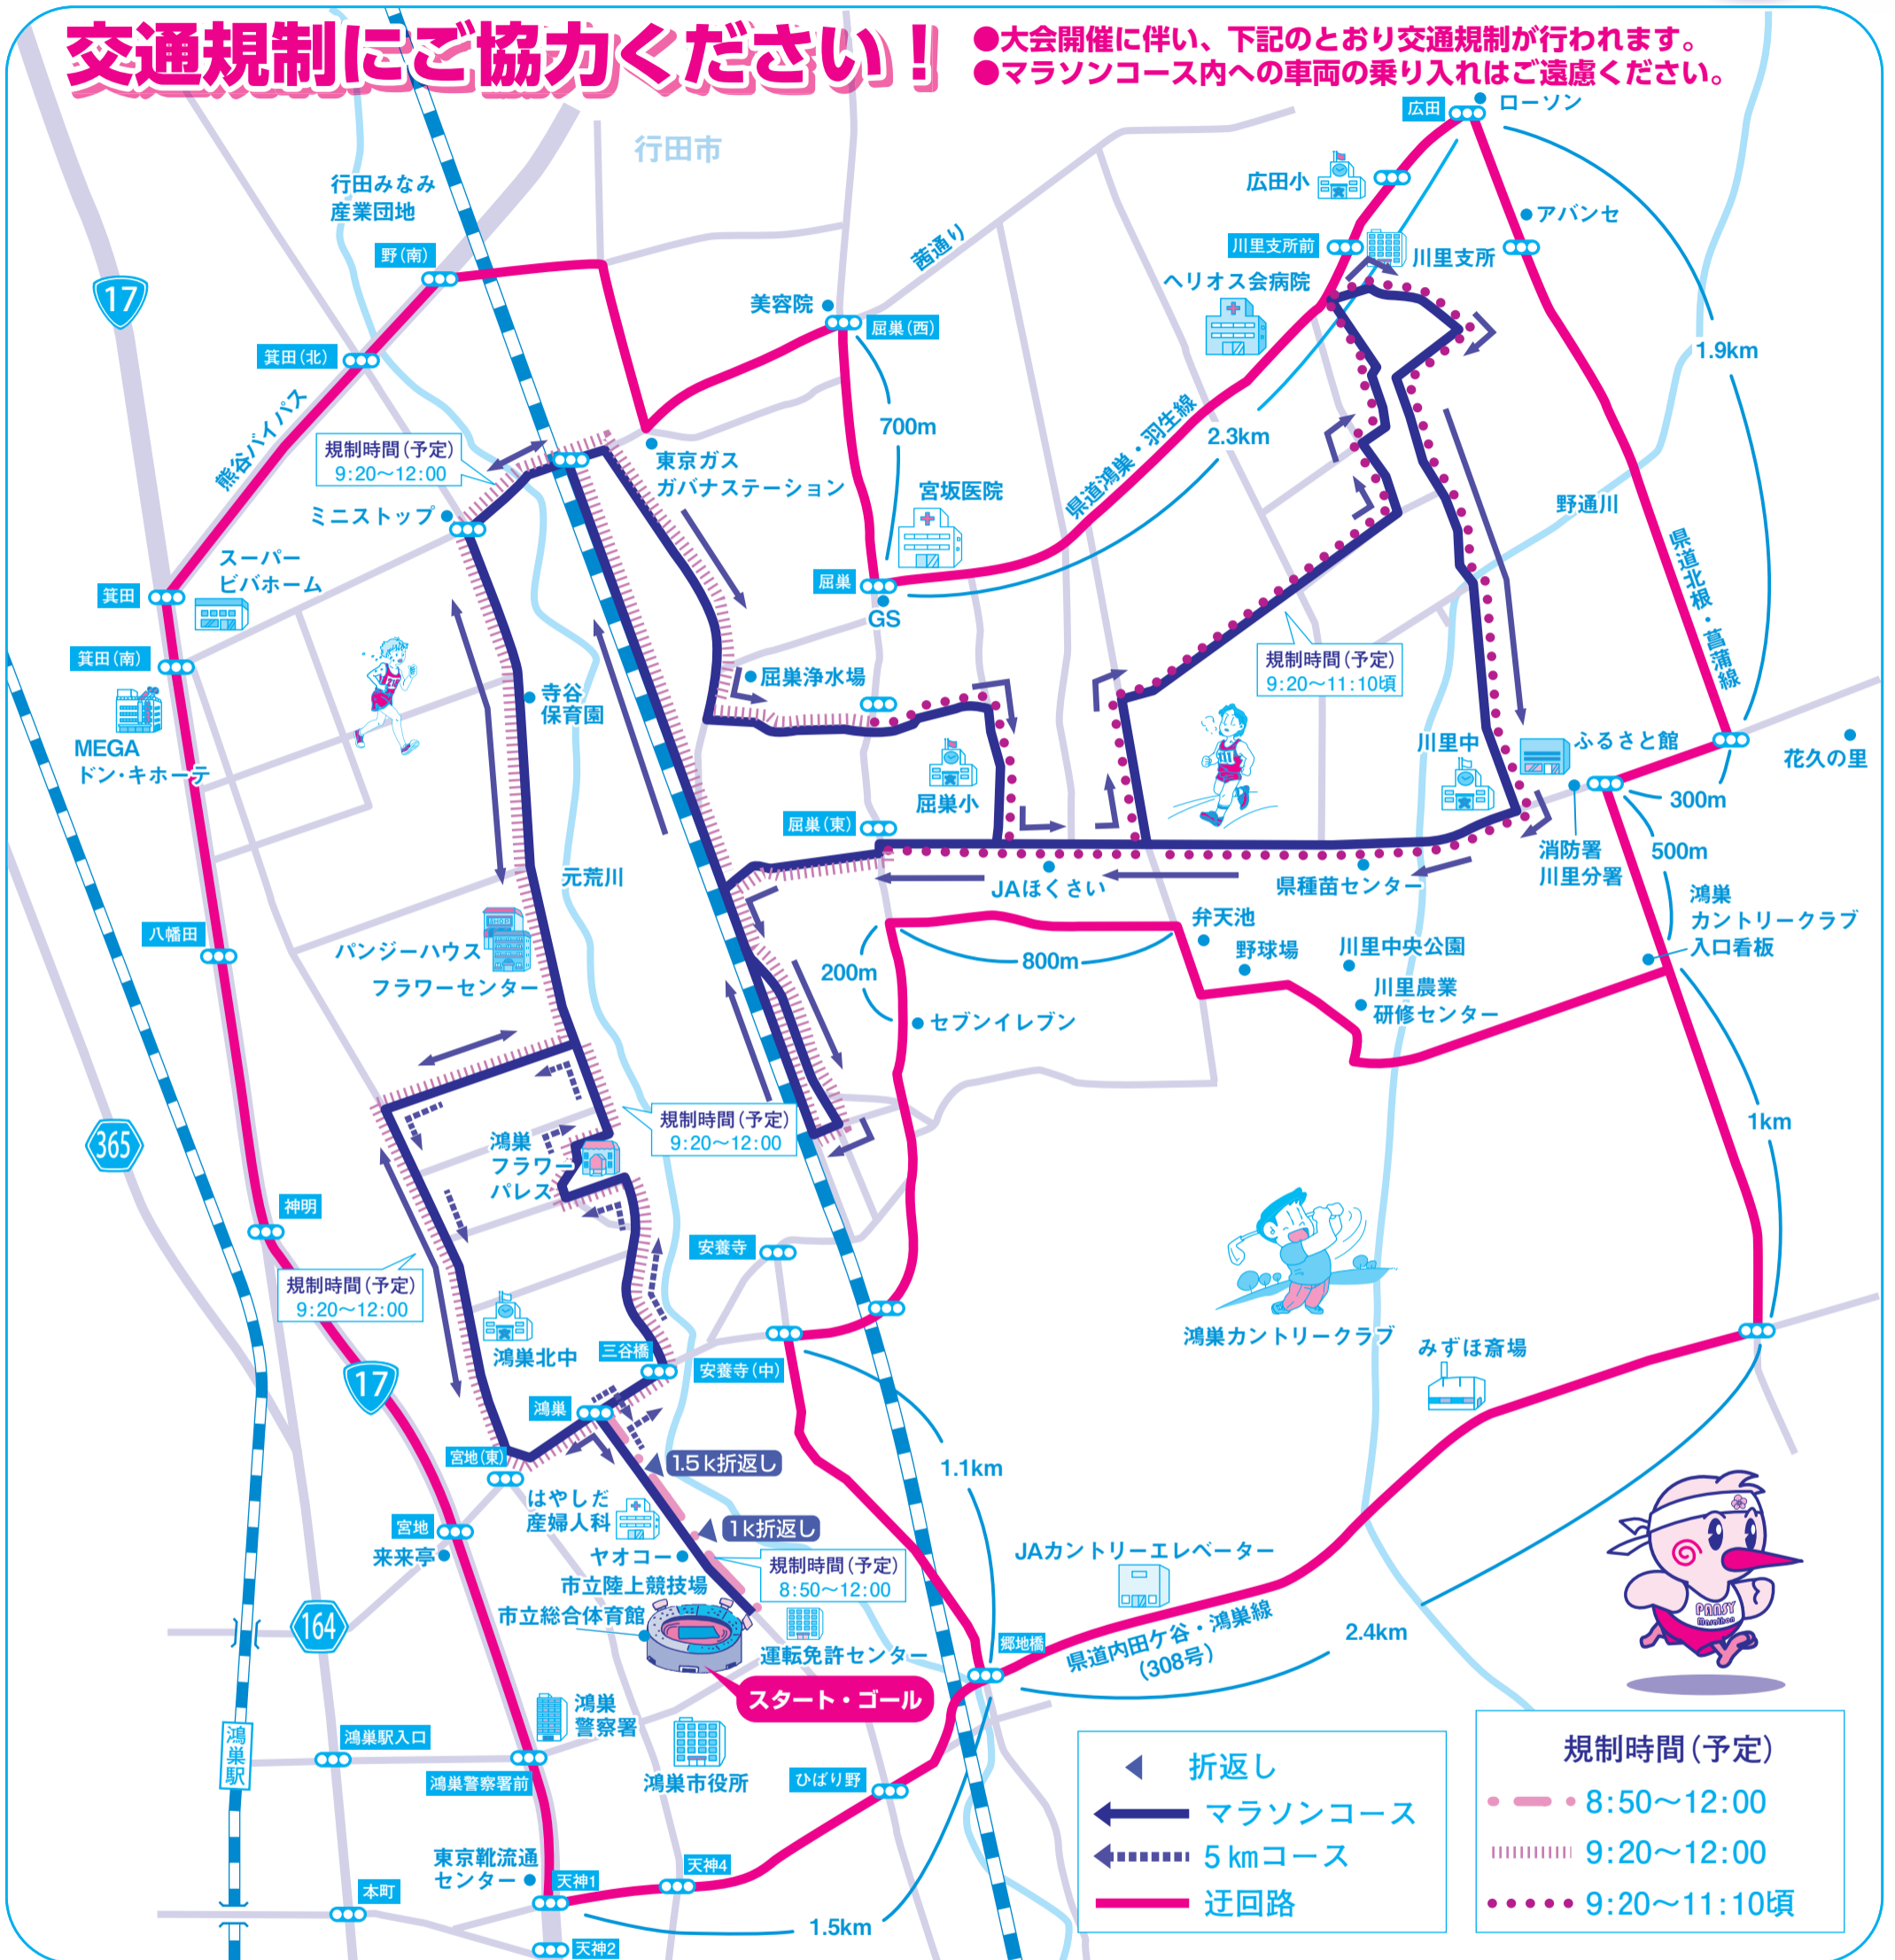 交通規制にご協力ください！
●大会開催に伴い、下記のとおり交通規制が行われます。
●マラソンコース内への車両の乗り入れはご遠慮ください。
広田
ローソン
行田市
広田小
行田みなみ
産業団地
アバンセ
野（南）
茜通り
川里支所前
川里支所
ヘリオス会病院
17
美容院
屈巣（西）
箕田（北）
1.9km
熊谷バイパス
700m
県道鴻巣・羽生線
2.3km
規制時間（予定）
9:20〜12:00
東京ガス
ガバナステーション
宮坂医院
ミニストップ
野通川
県道北根・菖蒲線
スーパー
ビバホーム
箕田
屈巣
GS
箕田（南）
規制時間（予定）
9:20〜11:10頃
屈巣浄水場
寺谷
保育園
MEGA
ドン・キホーテ
川里中
ふるさと館
花久の里
屈巣小
300m
屈巣（東）
消防署
川里分署
500m
元荒川
JAほくさい
県種苗センター
鴻巣
カントリークラブ
入口看板
八幡田
パンジーハウス
フラワーセンター
弁天池
野球場
川里中央公園
200m
800m
川里農業
研修センター
セブンイレブン
365
規制時間（予定）
9:20〜12:00
鴻巣
フラワー
パレス
1km
神明
安養寺
規制時間（予定）
9:20〜12:00
鴻巣北中
三谷橋
安養寺（中）
鴻巣カントリークラブ
みずほ斎場
17
鴻巣
宮地（東）
1.5k折返し
1.1km
はやしだ
産婦人科
1k折返し
宮地
来来亭
ヤオコー
規制時間（予定）
8:50〜12:00
JAカントリーエレベーター
市立陸上競技場
市立総合体育館
164
運転免許センター
郷地橋
県道内田ケ谷・鴻巣線
（308号）
2.4km
PANSY
Marathon
スタート・ゴール
鴻巣
警察署
鴻巣駅
鴻巣駅入口
鴻巣警察署前
鴻巣市役所
ひばり野
折返し
マラソンコース
5kmコース
迂回路
規制時間（予定）
8:50〜12:00
9:20〜12:00
9:20〜11:10頃
東京靴流通
センター
天神1
天神4
本町
1.5km
天神2
SHOP